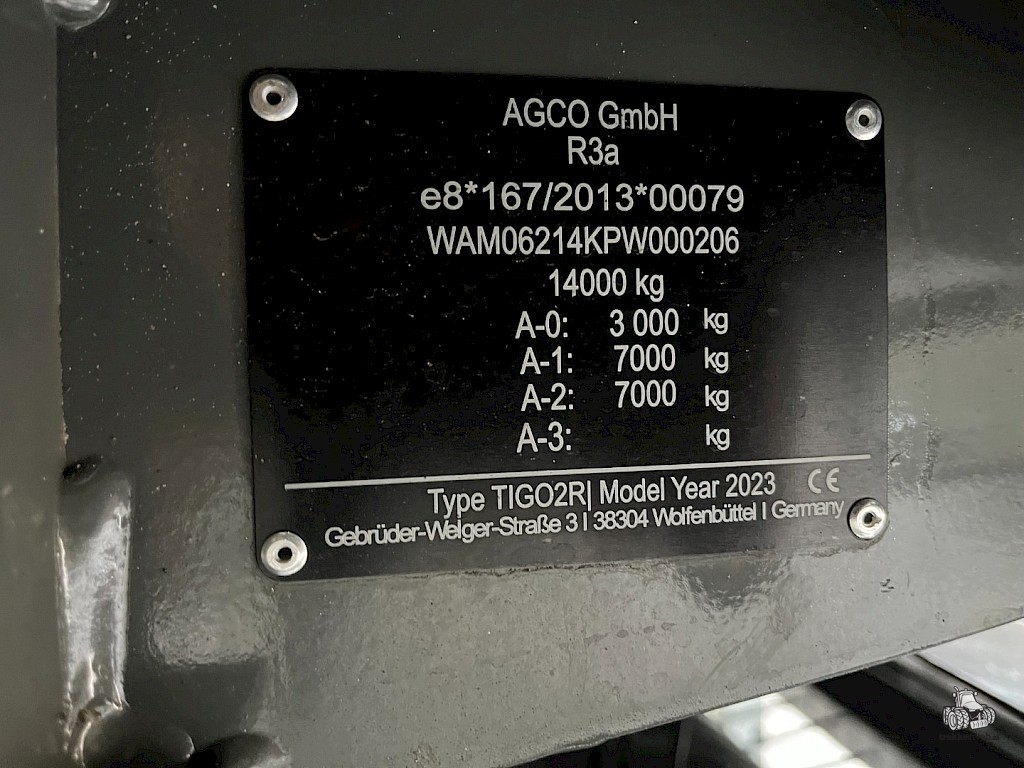 AGCO GmbH
R3a
e8*167/2013*00079
WAM06214KPW000206
14000 kg
A-0: 3 000 kg
A-1: 7000 kg
A-2: 7000 kg
A-3: kg
Type TIGO2R| Model Year 2023 CE
Gebrüder-Welger-Straße 3 I 38304 Wolfenbüttel I Germany